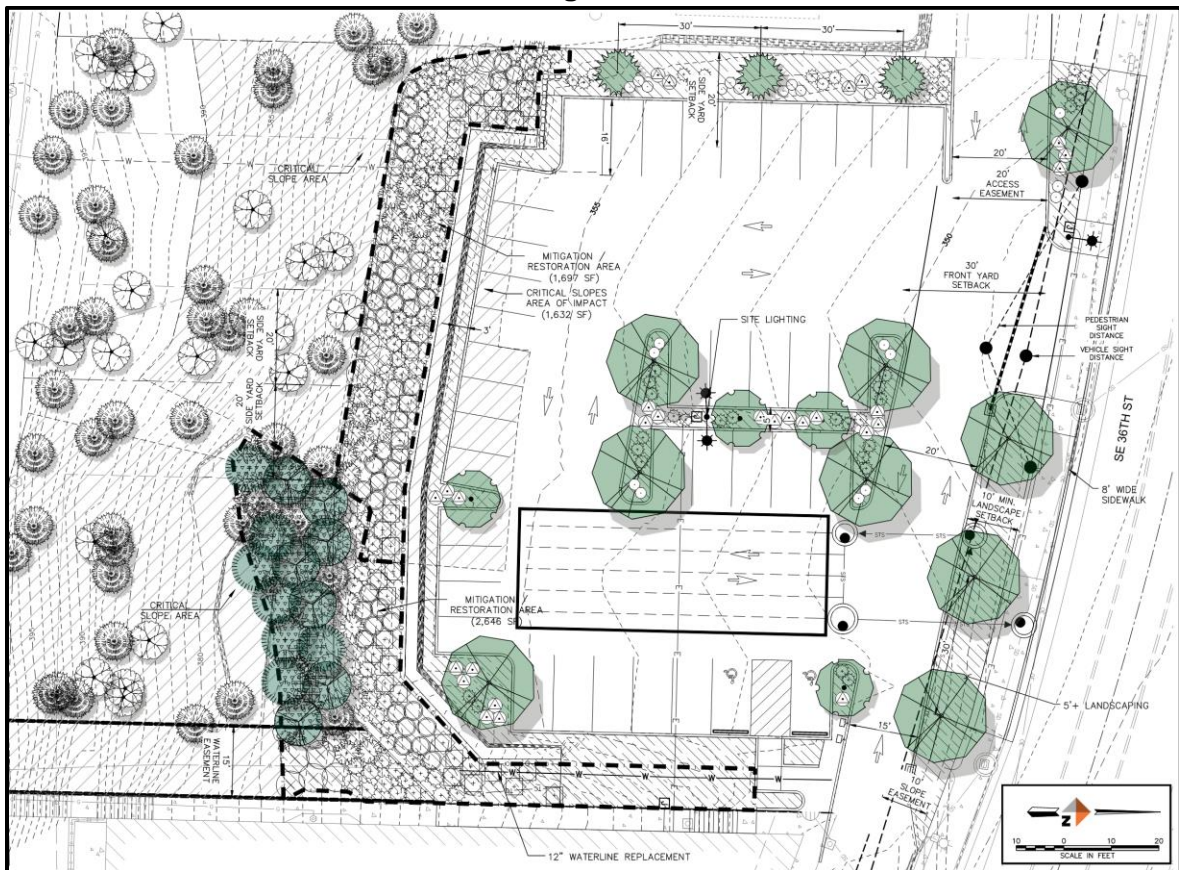 30'
30'
SIDE YARD
SETBACK
20'
16'
CRITICAL
SLOPE AREA
W
W
355
350
20'
20'
ACCESS
EASEMENT
MITIGATION
RESTORATION AREA
(1,697 SF)
CRITICAL SLOPES
AREA OF IMPACT
(1,632 SF)
3'
30'
FRONT YARD
SETBACK
SITE LIGHTING
PEDESTRIAN
SIGHT
DISTANCE
VEHICLE SIGHT
DISTANCE
SIDE YARD
SETBACK
20'
20'
SIDE YARD
SETBACK
20'
SE 36TH ST
8' WIDE
SIDEWALK
10' MIN.
LANDSCAPE
SETBACK
STS
STS
STS
STS
STS
E
E
E
CRITICAL
SLOPE AREA
MITIGATION
RESTORATION AREA
(2,646 SF)
30'
5'+ LANDSCAPING
15'
WATERLINE
EASEMENT
15'
10'
SLOPE
EASEMENT
W
W
W
W
12" WATERLINE REPLACEMENT
Z
10 0 10 20
SCALE IN FEET